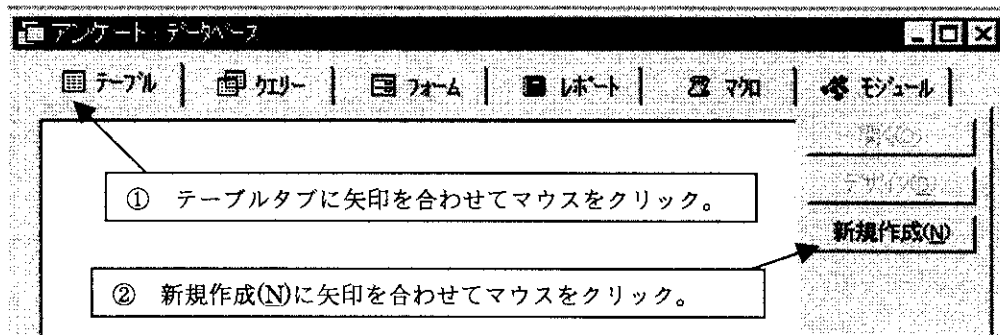 アンケート : データベース
テーブル クエリー フォーム レポート マクロ モジュール
開く(O)
デザイン(D)
① テーブルタブに矢印を合わせてマウスをクリック。
新規作成(N)
② 新規作成(N)に矢印を合わせてマウスをクリック。